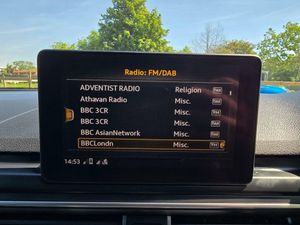 Radio: FM/DAB
ADVENTIST RADIO Religion
Athavan Radio Misc.
BBC 3CR Misc.
BBC 3CR Misc.
BBC AsianNetwork Misc.
BBCLondn Misc.
14:53